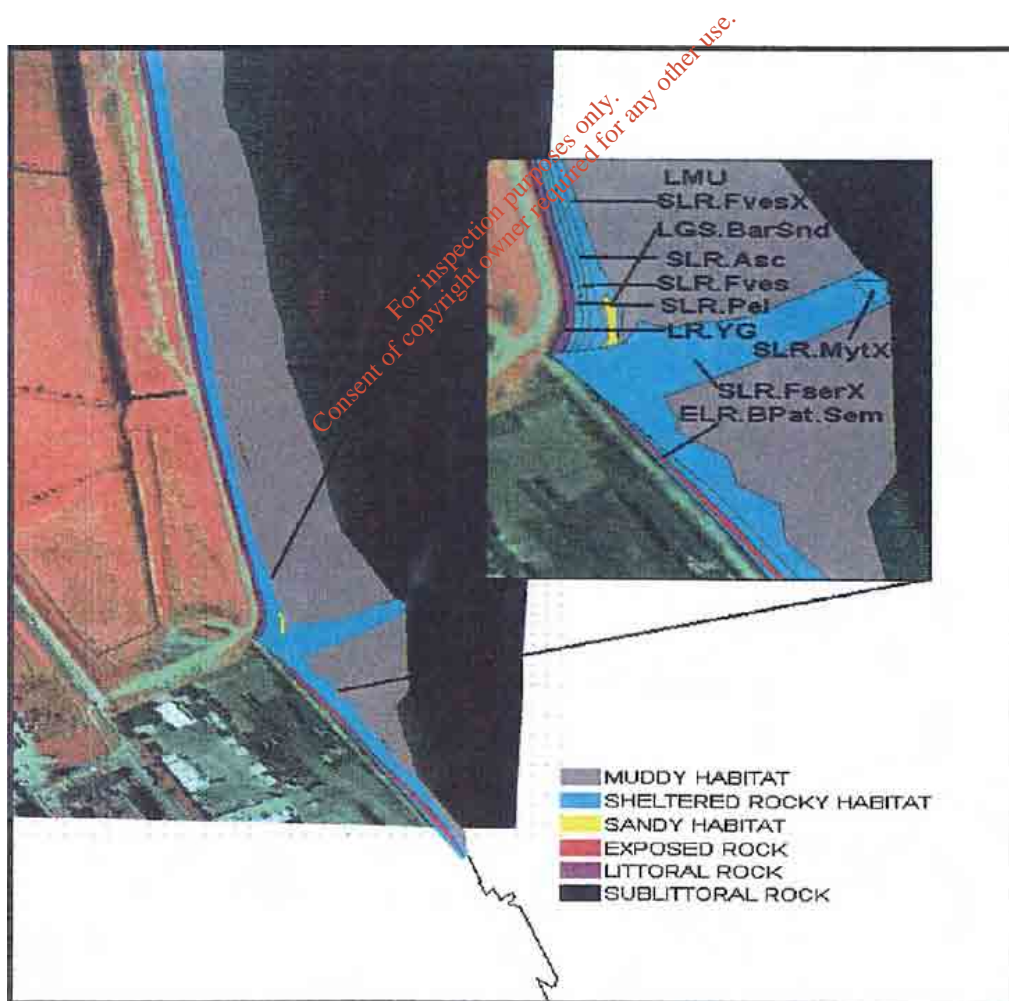 For inspection purposes only.
Consent of copyright owner required for any other use.
LMU
SLR.FvesX
LGS.BarSnd
SLR.Asc
SLR.Fves
SLR.Pel
LR.YG
SLR.MytX
SLR.FserX
ELR.BPat.Sem
MUDDY HABITAT
SHELTERED ROCKY HABITAT
SANDY HABITAT
EXPOSED ROCK
LITTORAL ROCK
SUBLITTORAL ROCK